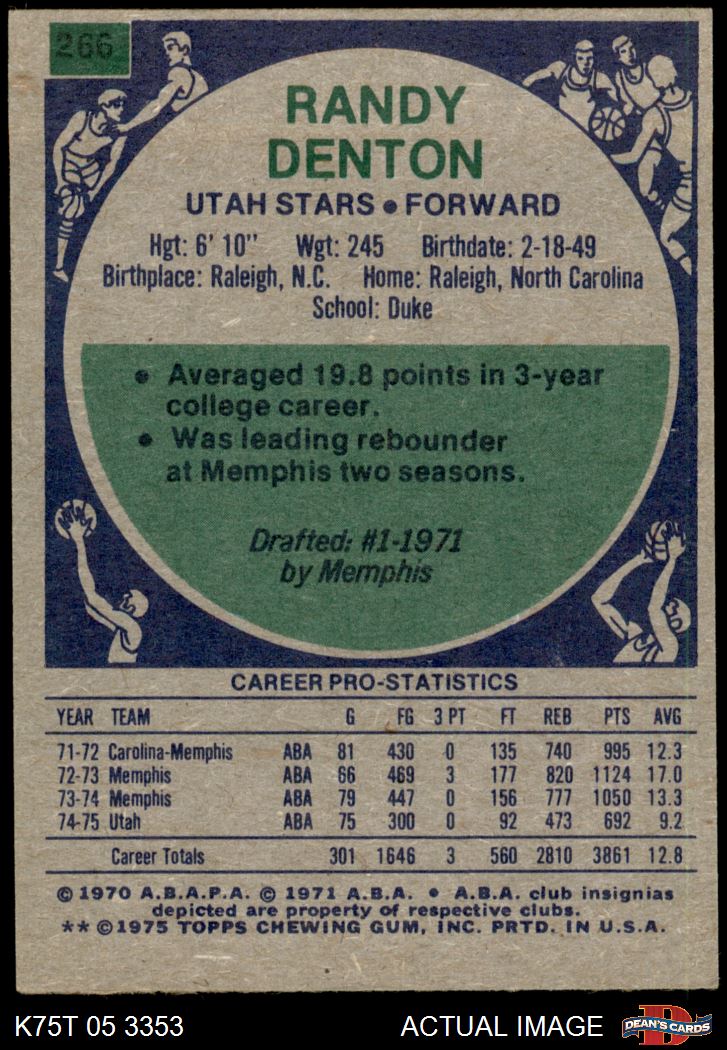 266
RANDY
DENTON
UTAH STARS • FORWARD
Hgt: 6' 10" Wgt: 245 Birthdate: 2-18-49
Birthplace: Raleigh, N.C. Home: Raleigh, North Carolina
School: Duke
• Averaged 19.8 points in 3-year
college career.
• Was leading rebounder
at Memphis two seasons.
Drafted: #1-1971
by Memphis
CAREER PRO-STATISTICS
YEAR TEAM G FG 3 PT FT REB PTS AVG
71-72 Carolina-Memphis ABA 81 430 0 135 740 995 12.3
72-73 Memphis ABA 66 469 3 177 820 1124 17.0
73-74 Memphis ABA 79 447 0 156 777 1050 13.3
74-75 Utah ABA 75 300 0 92 473 692 9.2
Career Totals 301 1646 3 560 2810 3861 12.8
© 1970 A.B.A.P.A. © 1971 A.B.A. • A.B.A. club insignias
depicted are property of respective clubs.
** © 1975 TOPPS CHEWING GUM, INC. PRTD. IN U.S.A.
K75T 05 3353 ACTUAL IMAGE D DEAN'S CARDS